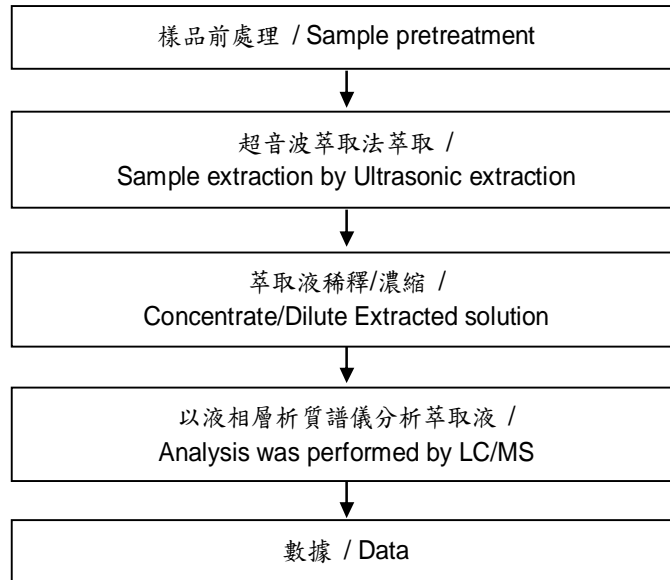 樣品前處理 / Sample pretreatment
超音波萃取法萃取 /
Sample extraction by Ultrasonic extraction
萃取液稀釋/濃縮 /
Concentrate/Dilute Extracted solution
以液相層析質譜儀分析萃取液 /
Analysis was performed by LC/MS
數據 / Data